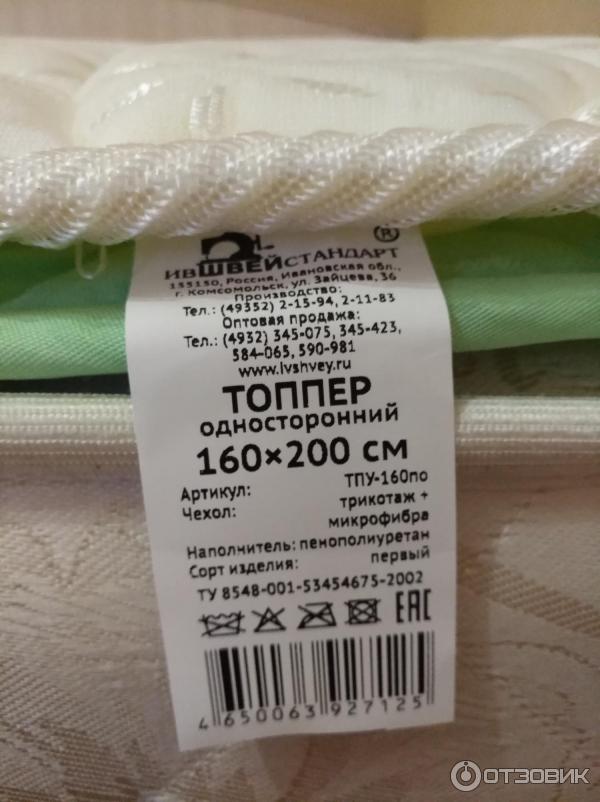 ®
ИВШВЕЙСТАНДАРТ
155150, Россия, Ивановская обл.,
г. Комсомольск, ул. Зайцева, 36
Производство:
Тел.: (49352) 2-15-94, 2-11-83
Оптовая продажа:
Тел.: (4932) 345-075, 345-423,
584-065, 590-981
www.ivshvey.ru
ТОППЕР
односторонний
160×200 см
Артикул: ТПУ-160по
Чехол: трикотаж +
микрофибра
Наполнитель: пенополиуретан
Сорт изделия: первый
ТУ 8548-001-53454675-2002
EAC
4 650063 927125
ОТЗОВИК